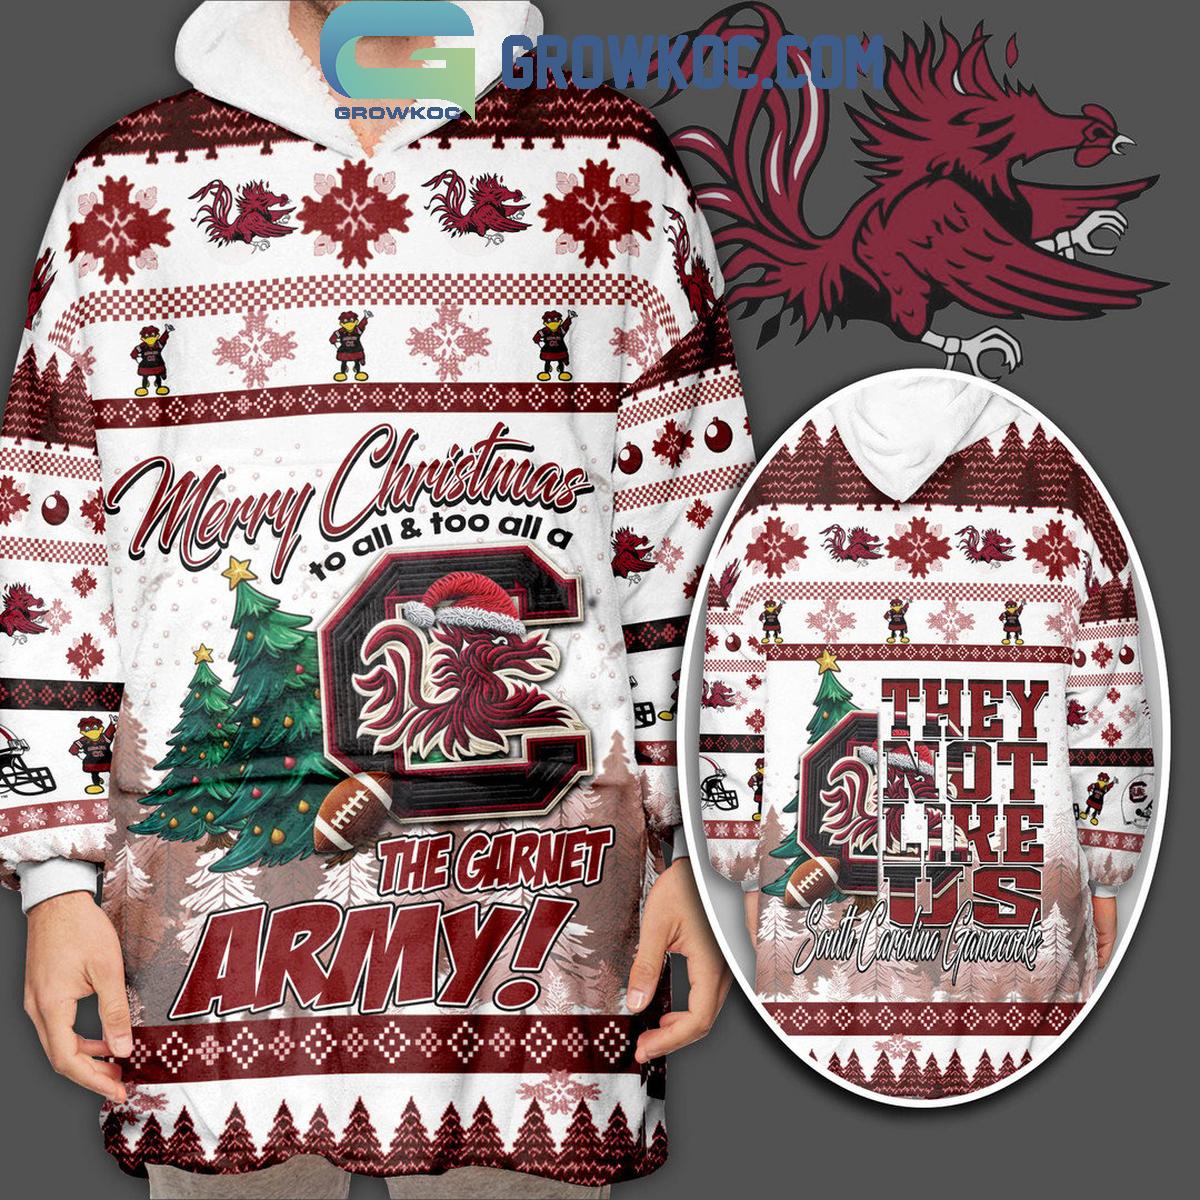 GROWKOC
GROWKOC.COM
Merry Christmas
to all & too all a
C
THE GARNET
ARMY!
THEY
NOT
LIKE
US
South Carolina Gamecocks